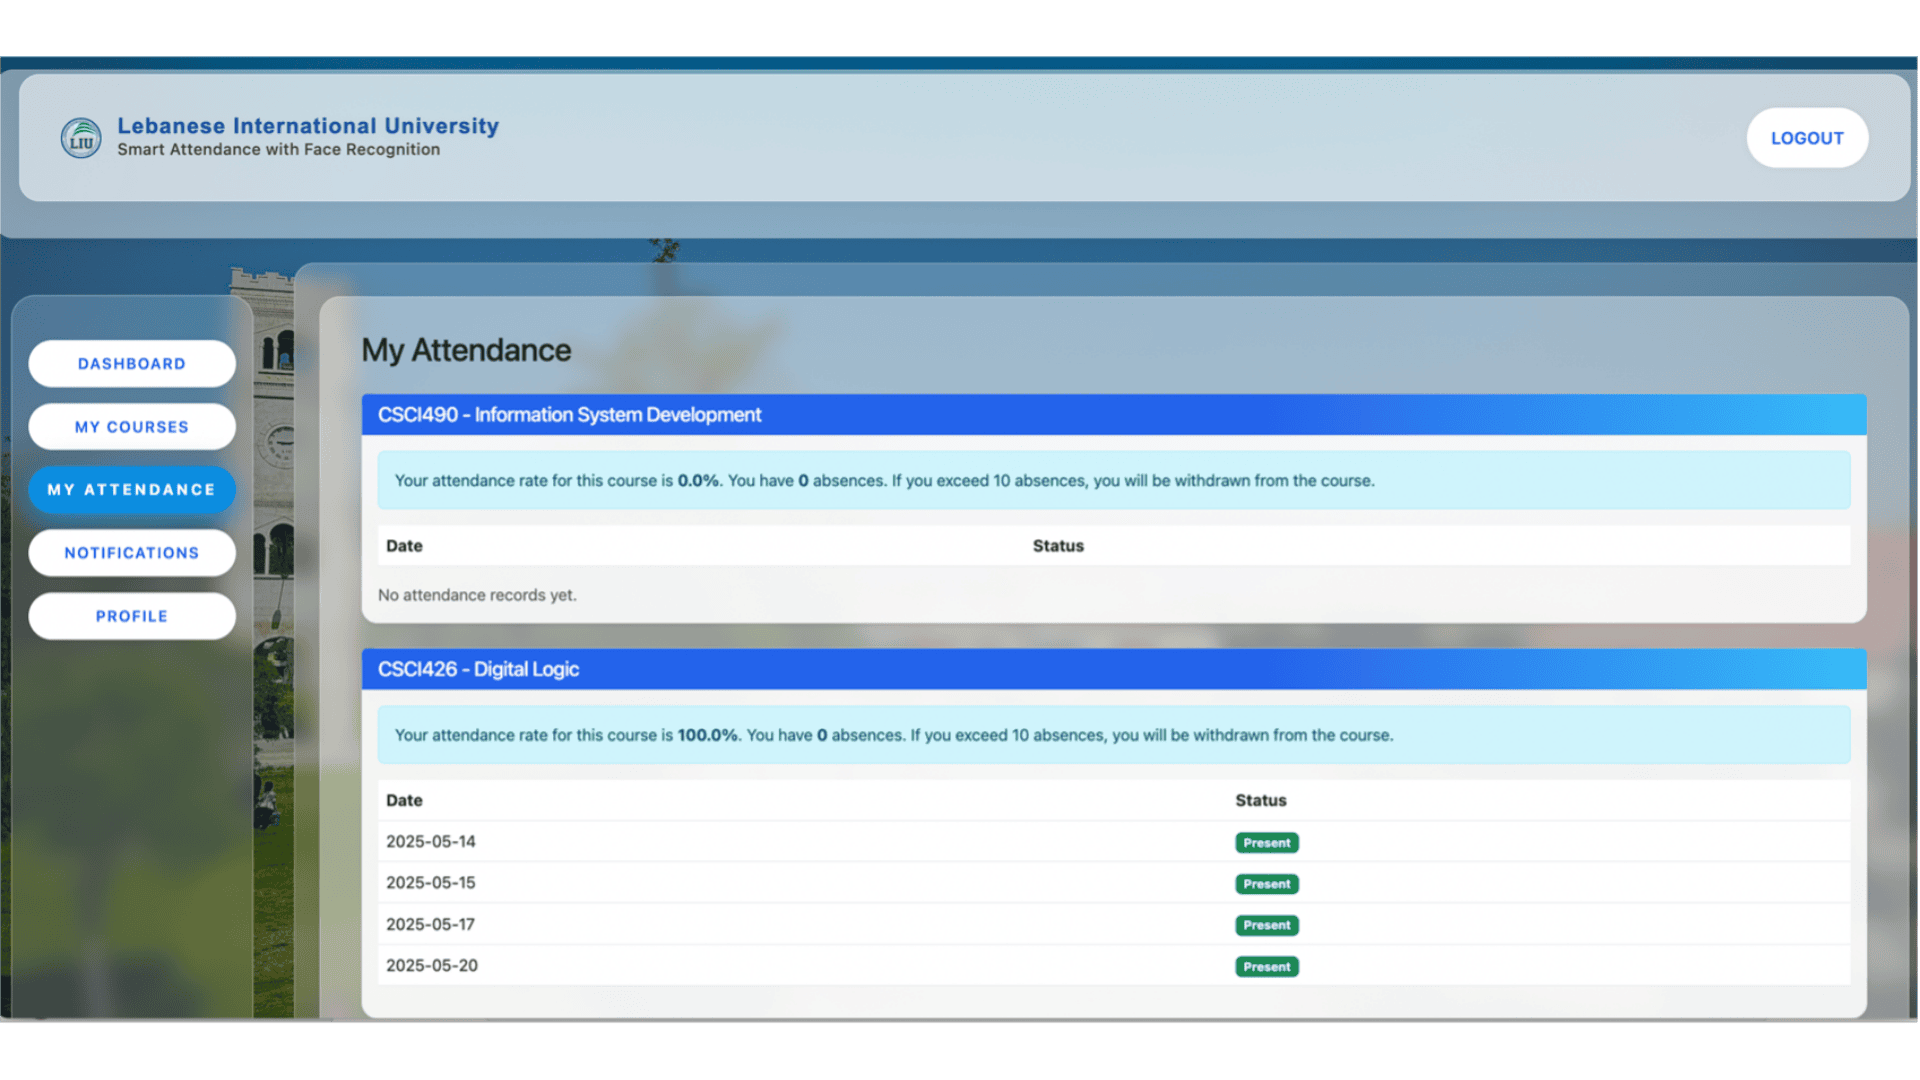 LIU
Lebanese International University
Smart Attendance with Face Recognition
LOGOUT
DASHBOARD
MY COURSES
MY ATTENDANCE
NOTIFICATIONS
PROFILE
My Attendance
CSCI490 - Information System Development
Your attendance rate for this course is 0.0%. You have 0 absences. If you exceed 10 absences, you will be withdrawn from the course.
Date Status
No attendance records yet.
CSCI426 - Digital Logic
Your attendance rate for this course is 100.0%. You have 0 absences. If you exceed 10 absences, you will be withdrawn from the course.
Date Status
2025-05-14 Present
2025-05-15 Present
2025-05-17 Present
2025-05-20 Present